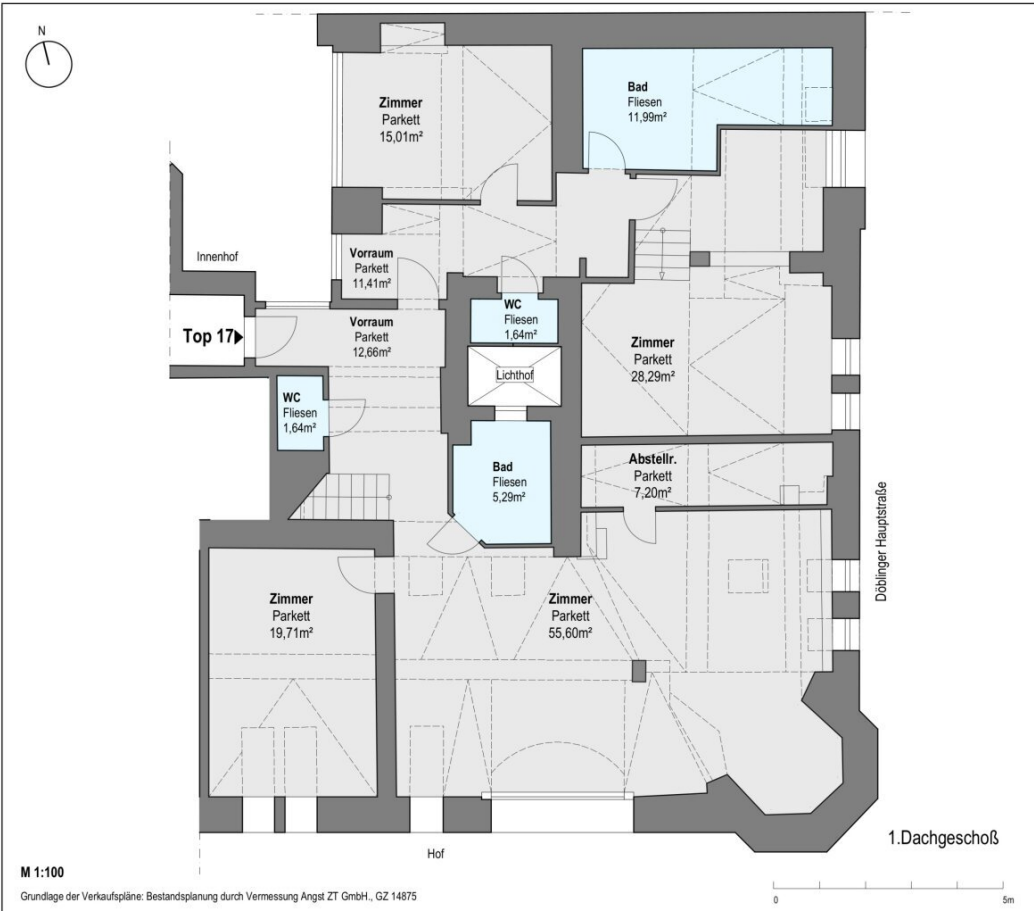 N
Zimmer
Parkett
15,01m²
Bad
Fliesen
11,99m²
Innenhof
Vorraum
Parkett
11,41m²
Top 17
Vorraum
Parkett
12,66m²
WC
Fliesen
1,64m²
Lichthof
Zimmer
Parkett
28,29m²
WC
Fliesen
1,64m²
Bad
Fliesen
5,29m²
Abstellr.
Parkett
7,20m²
Döblinger Hauptstraße
Zimmer
Parkett
19,71m²
Zimmer
Parkett
55,60m²
Hof
1.Dachgeschoß
M 1:100
Grundlage der Verkaufspläne: Bestandsplanung durch Vermessung Angst ZT GmbH., GZ 14875
0
5m